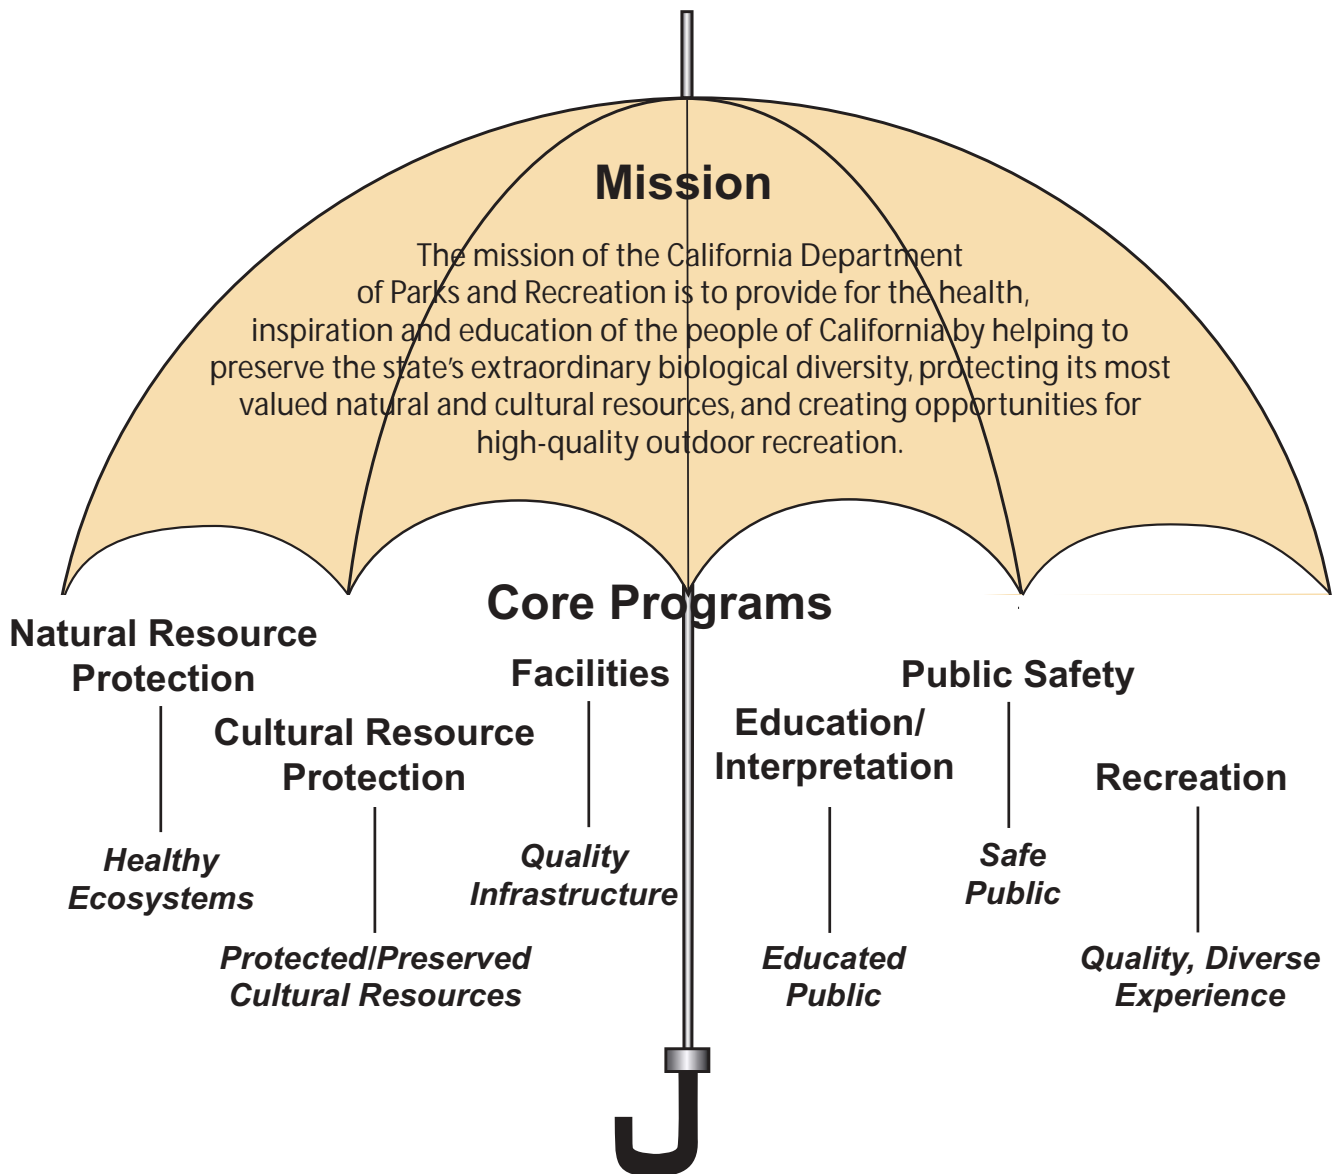 Mission
The mission of the California Department
of Parks and Recreation is to provide for the health,
inspiration and education of the people of California by helping to
preserve the state's extraordinary biological diversity, protecting its most
valued natural and cultural resources, and creating opportunities for
high-quality outdoor recreation.
Core Programs
Natural Resource
Protection
Healthy
Ecosystems
Cultural Resource
Protection
Protected/Preserved
Cultural Resources
Facilities
Quality
Infrastructure
Education/
Interpretation
Educated
Public
Public Safety
Safe
Public
Recreation
Quality, Diverse
Experience